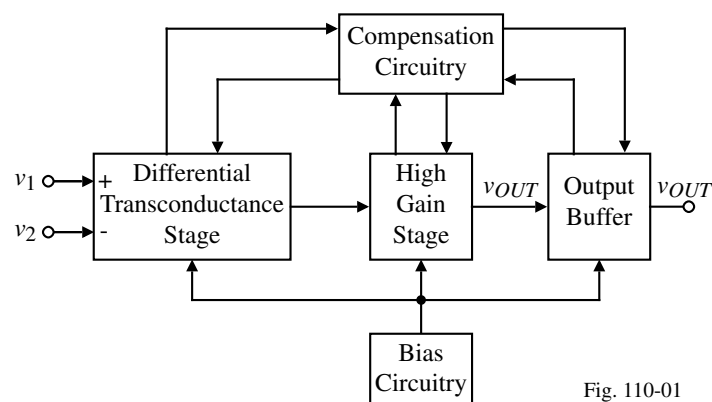 Compensation
Circuitry
v1
+
v2
-
Differential
Transconductance
Stage
High
Gain
Stage
vOUT
Output
Buffer
vOUT
Bias
Circuitry
Fig. 110-01